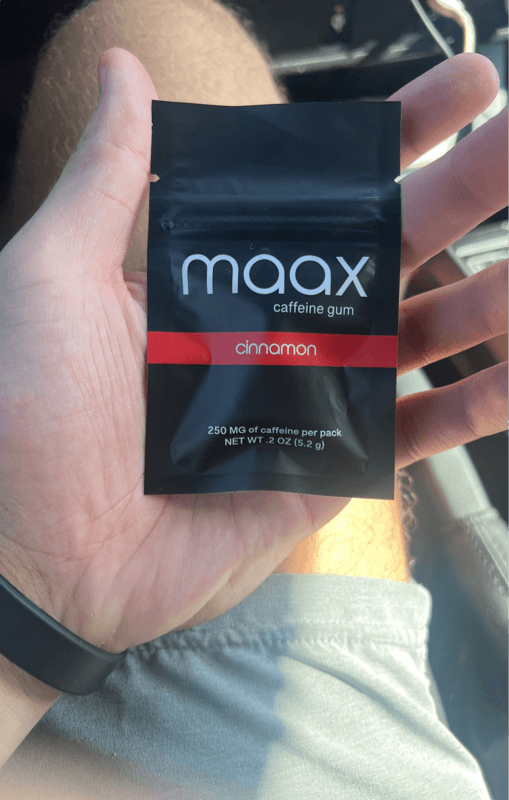 maax
caffeine gum
cinnamon
250 MG of caffeine per pack
NET WT .2 OZ (5.2 g)